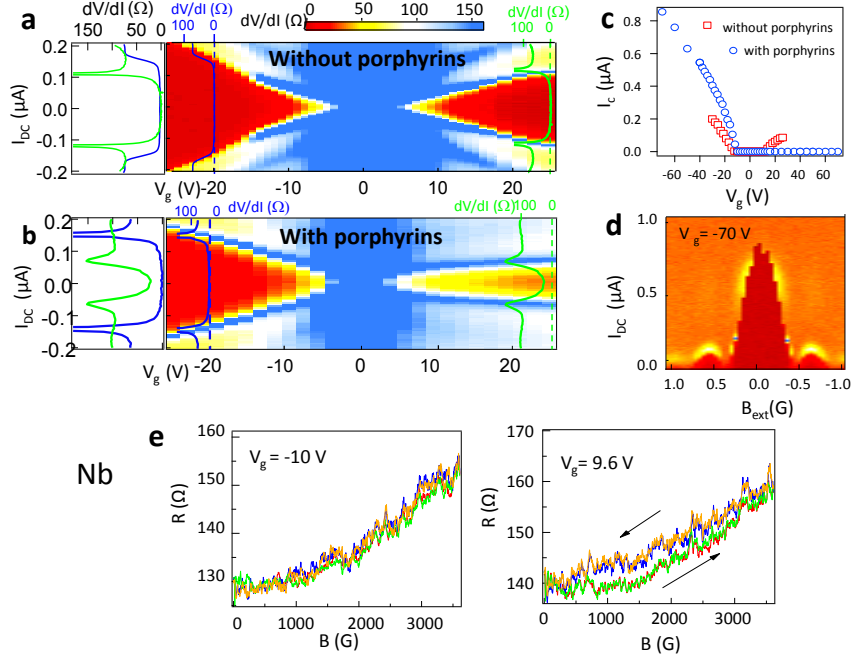 a
dV/dI (Ω)
150 50 0
dV/dI (Ω)
100 0
dV/dI (Ω)
0 50 100 150
dV/dI (Ω)
100 0
Without porphyrins
I_DC (µA)
0.2
0.1
0.0
-0.1
-0.2
V_g (V)
-20 -10 0 10 20
b
dV/dI (Ω)
100 0
dV/dI (Ω)
100 0
With porphyrins
I_DC (µA)
0.2
0.1
0.0
-0.1
-0.2
V_g (V)
-20 -10 0 10 20
c
without porphyrins
with porphyrins
I_c
0.8
0.4
0.0
-60 -40 -20 0 20 40 60
V_g (V)
d
V_g= -70 V
I_DC (µA)
1.0
0.5
0.0
1.0 0.5 0.0 -0.5 -1.0
B_ext(G)
Nb
e
V_g = -10 V
R (Ω)
160
150
140
130
0 1000 2000 3000
B (G)
V_g= 9.6 V
R (Ω)
170
160
150
140
0 1000 2000 3000
B (G)